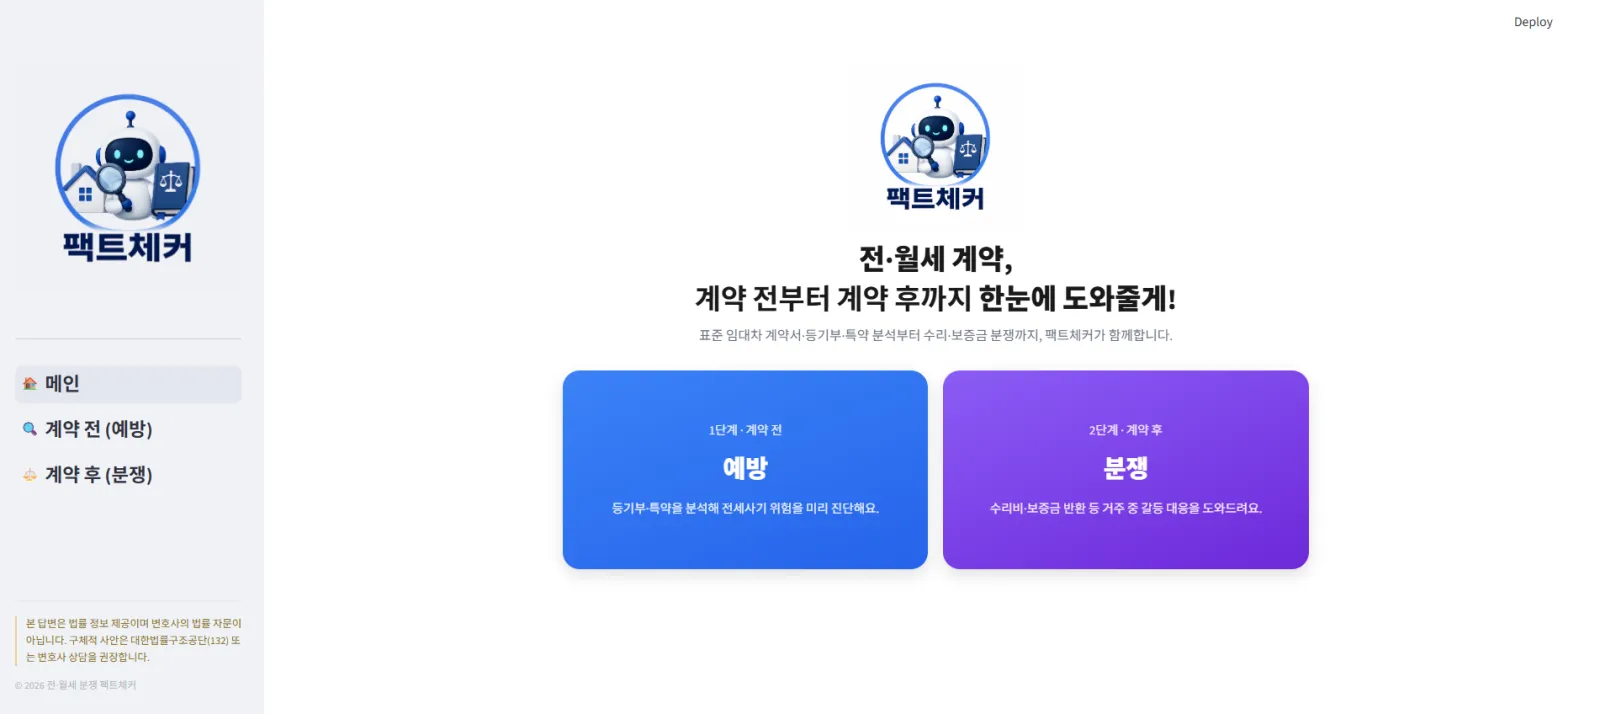 Deploy
팩트체커
메인
계약 전 (예방)
계약 후 (분쟁)
본 답변은 법률 정보 제공이며 변호사의 법률 자문이
아닙니다. 구체적 사안은 대한법률구조공단(132) 또
는 변호사 상담을 권장합니다.
© 2026 전·월세 분쟁 팩트체커
팩트체커
전·월세 계약,
계약 전부터 계약 후까지 한눈에 도와줄게!
표준 임대차 계약서·등기부·특약 분석부터 수리·보증금 분쟁까지, 팩트체커가 함께합니다.
1단계 · 계약 전
예방
등기부·특약을 분석해 전세사기 위험을 미리 진단해요.
2단계 · 계약 후
분쟁
수리비·보증금 반환 등 거주 중 갈등 대응을 도와드려요.